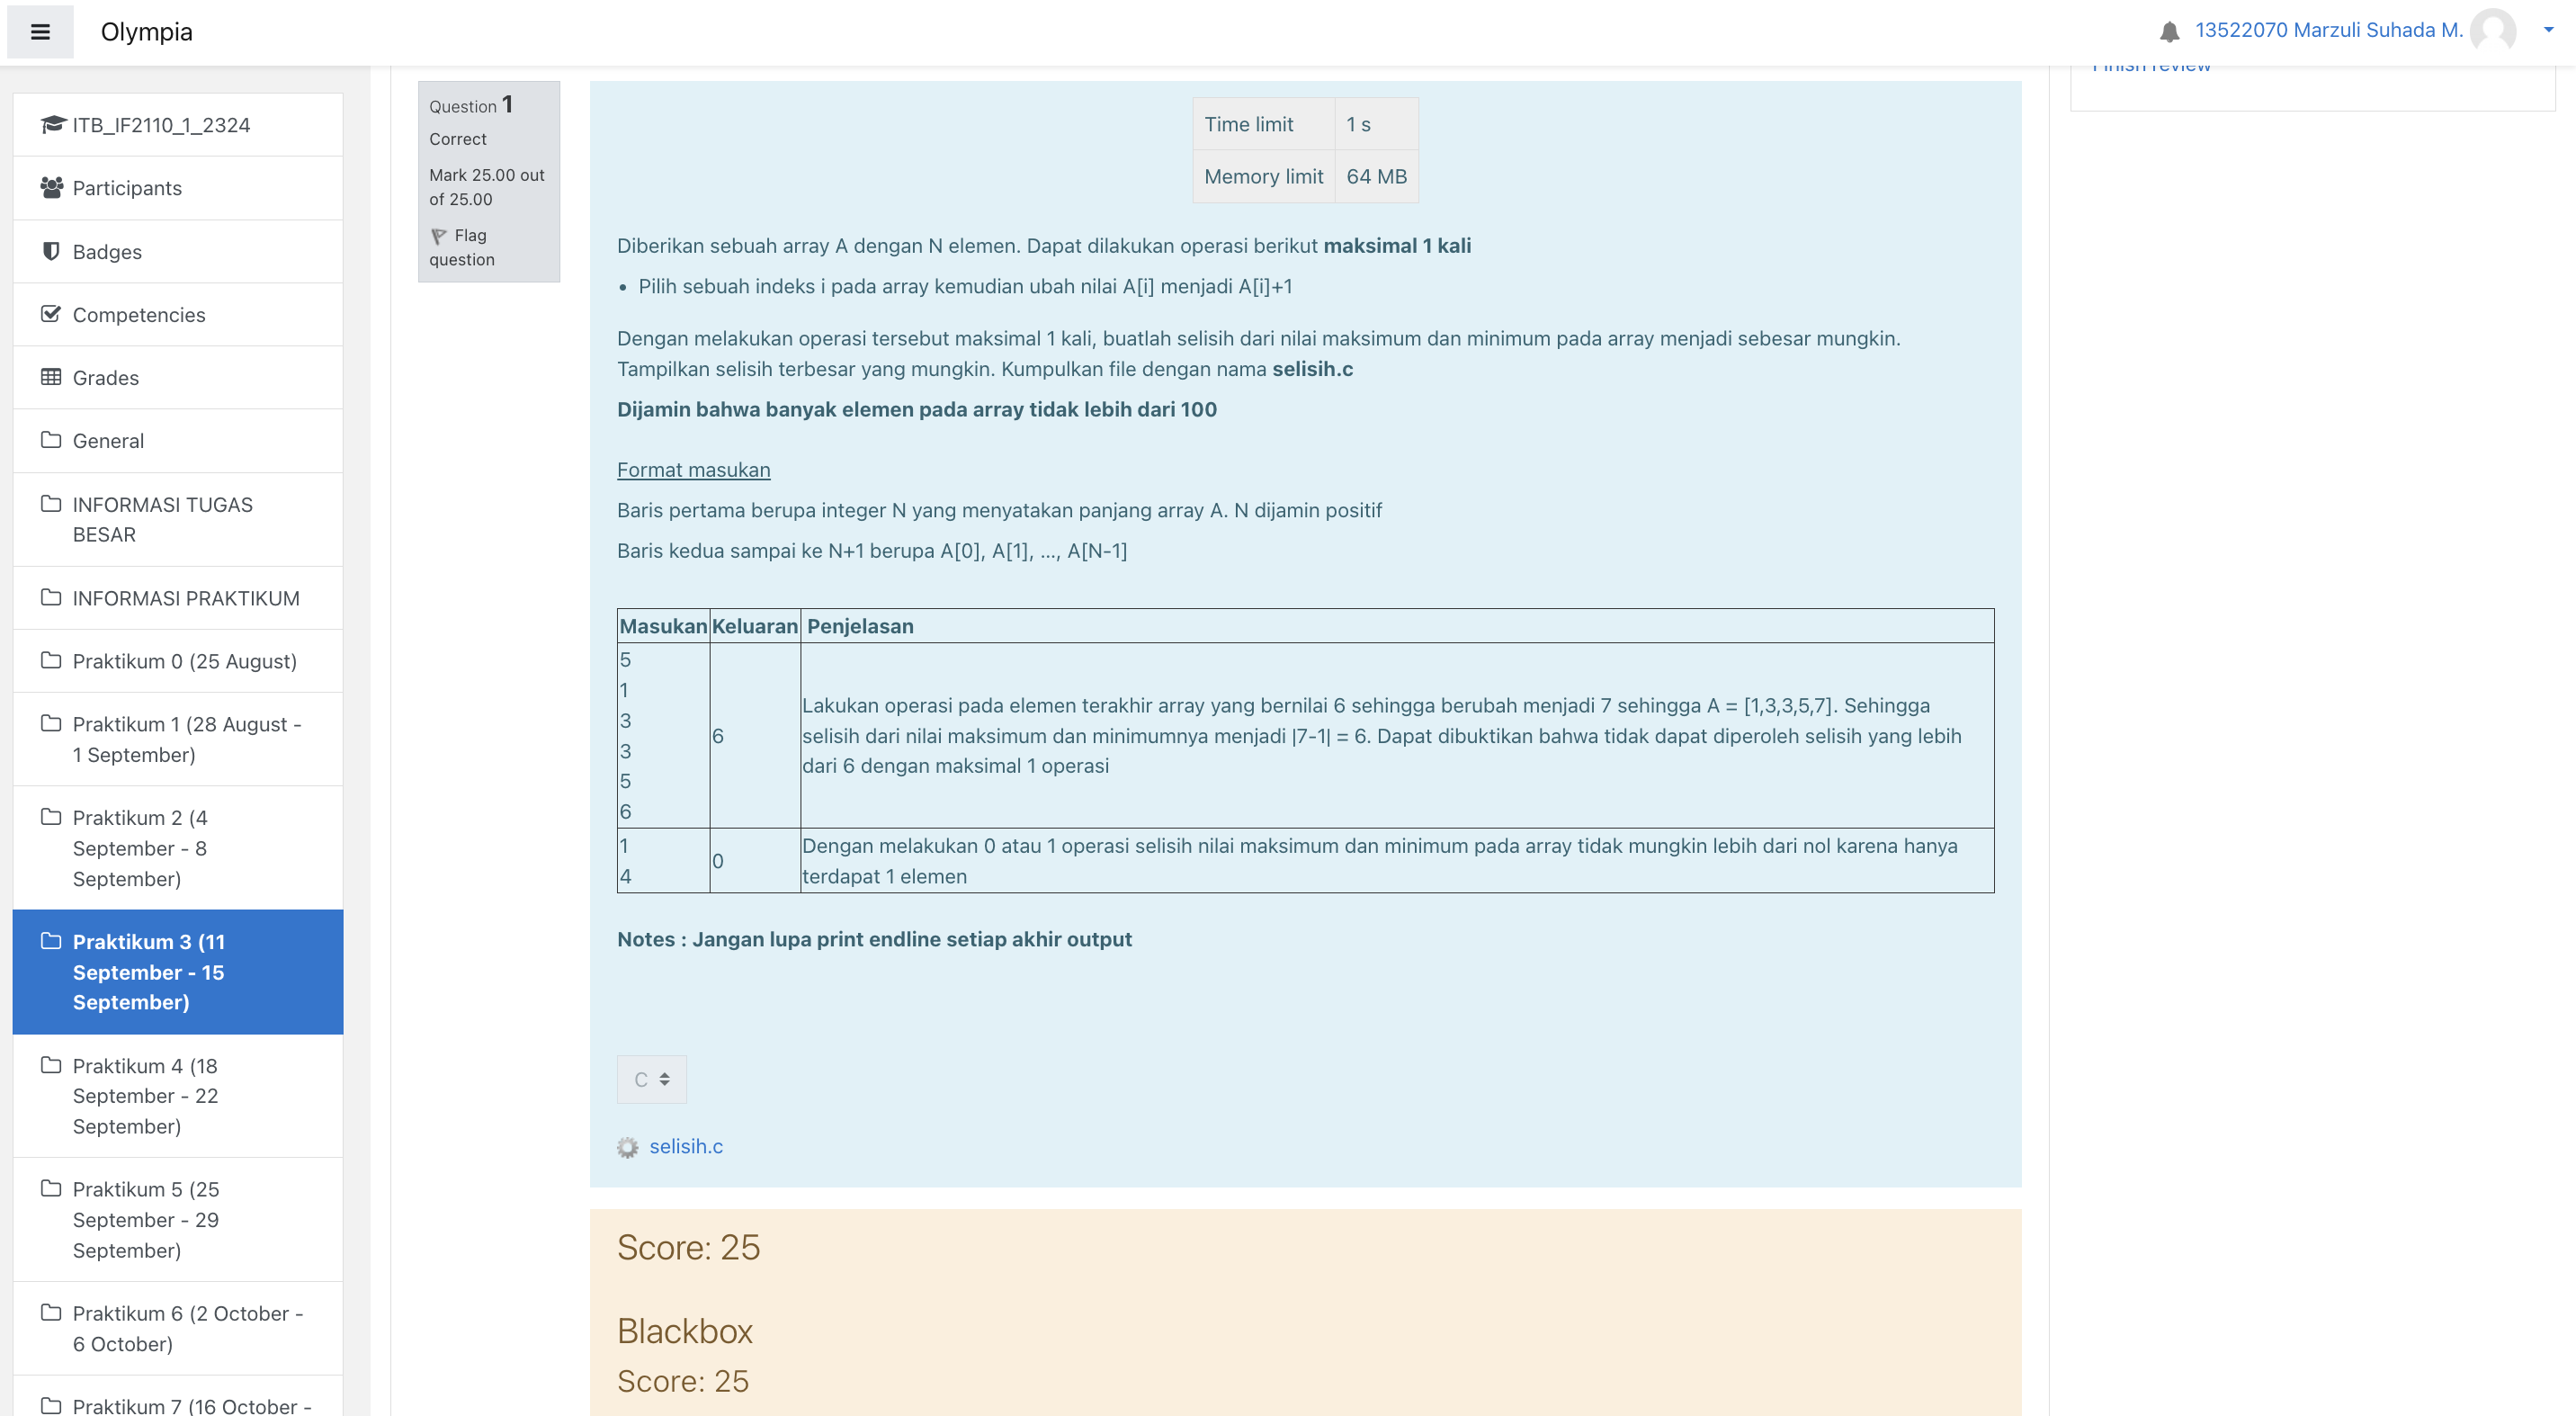 Olympia
13522070 Marzuli Suhada M.
Finish review
ITB_IF2110_1_2324
Participants
Badges
Competencies
Grades
General
INFORMASI TUGAS
BESAR
INFORMASI PRAKTIKUM
Praktikum 0 (25 August)
Praktikum 1 (28 August -
1 September)
Praktikum 2 (4
September - 8
September)
Praktikum 3 (11
September - 15
September)
Praktikum 4 (18
September - 22
September)
Praktikum 5 (25
September - 29
September)
Praktikum 6 (2 October -
6 October)
Praktikum 7 (16 October -
Question 1
Correct
Mark 25.00 out
of 25.00
Flag
question
Time limit 1 s
Memory limit 64 MB
Diberikan sebuah array A dengan N elemen. Dapat dilakukan operasi berikut maksimal 1 kali
• Pilih sebuah indeks i pada array kemudian ubah nilai A[i] menjadi A[i]+1
Dengan melakukan operasi tersebut maksimal 1 kali, buatlah selisih dari nilai maksimum dan minimum pada array menjadi sebesar mungkin.
Tampilkan selisih terbesar yang mungkin. Kumpulkan file dengan nama selisih.c
Dijamin bahwa banyak elemen pada array tidak lebih dari 100
Format masukan
Baris pertama berupa integer N yang menyatakan panjang array A. N dijamin positif
Baris kedua sampai ke N+1 berupa A[0], A[1], ..., A[N-1]
Masukan Keluaran Penjelasan
5
1
3
3
5
6
6
Lakukan operasi pada elemen terakhir array yang bernilai 6 sehingga berubah menjadi 7 sehingga A = [1,3,3,5,7]. Sehingga
selisih dari nilai maksimum dan minimumnya menjadi |7-1| = 6. Dapat dibuktikan bahwa tidak dapat diperoleh selisih yang lebih
dari 6 dengan maksimal 1 operasi
1
4
0
Dengan melakukan 0 atau 1 operasi selisih nilai maksimum dan minimum pada array tidak mungkin lebih dari nol karena hanya
terdapat 1 elemen
Notes : Jangan lupa print endline setiap akhir output
C
selisih.c
Score: 25
Blackbox
Score: 25